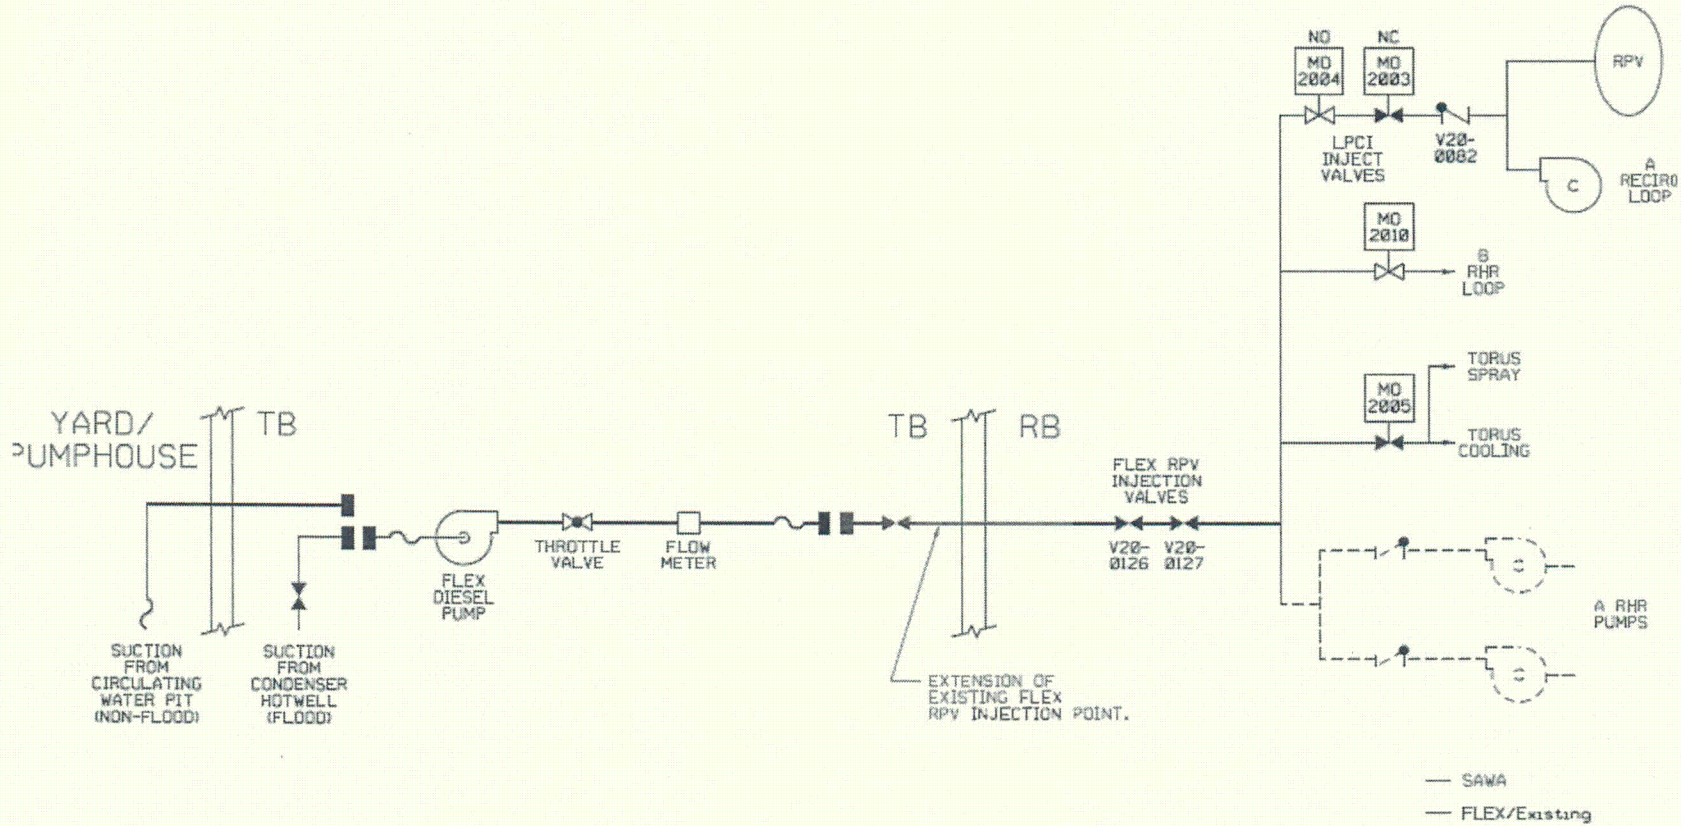 NO
NC
MO
2004
MO
2003
RPV
LPCI
INJECT
VALVES
V20-
0082
C
A
RECIRC
LOOP
MO
2010
B
RHR
LOOP
TORUS
SPRAY
MO
2005
TORUS
COOLING
YARD/
PUMPHOUSE
TB
TB
RB
FLEX RPV
INJECTION
VALVES
V20-
0126
V20-
0127
THROTTLE
VALVE
FLOW
METER
FLEX
DIESEL
PUMP
SUCTION
FROM
CIRCULATING
WATER PIT
(NON-FLOOD)
SUCTION
FROM
CONDENSER
HOTWELL
(FLOOD)
EXTENSION OF
EXISTING FLEX
RPV INJECTION POINT.
C
C
A RHR
PUMPS
SAWA
FLEX/Existing